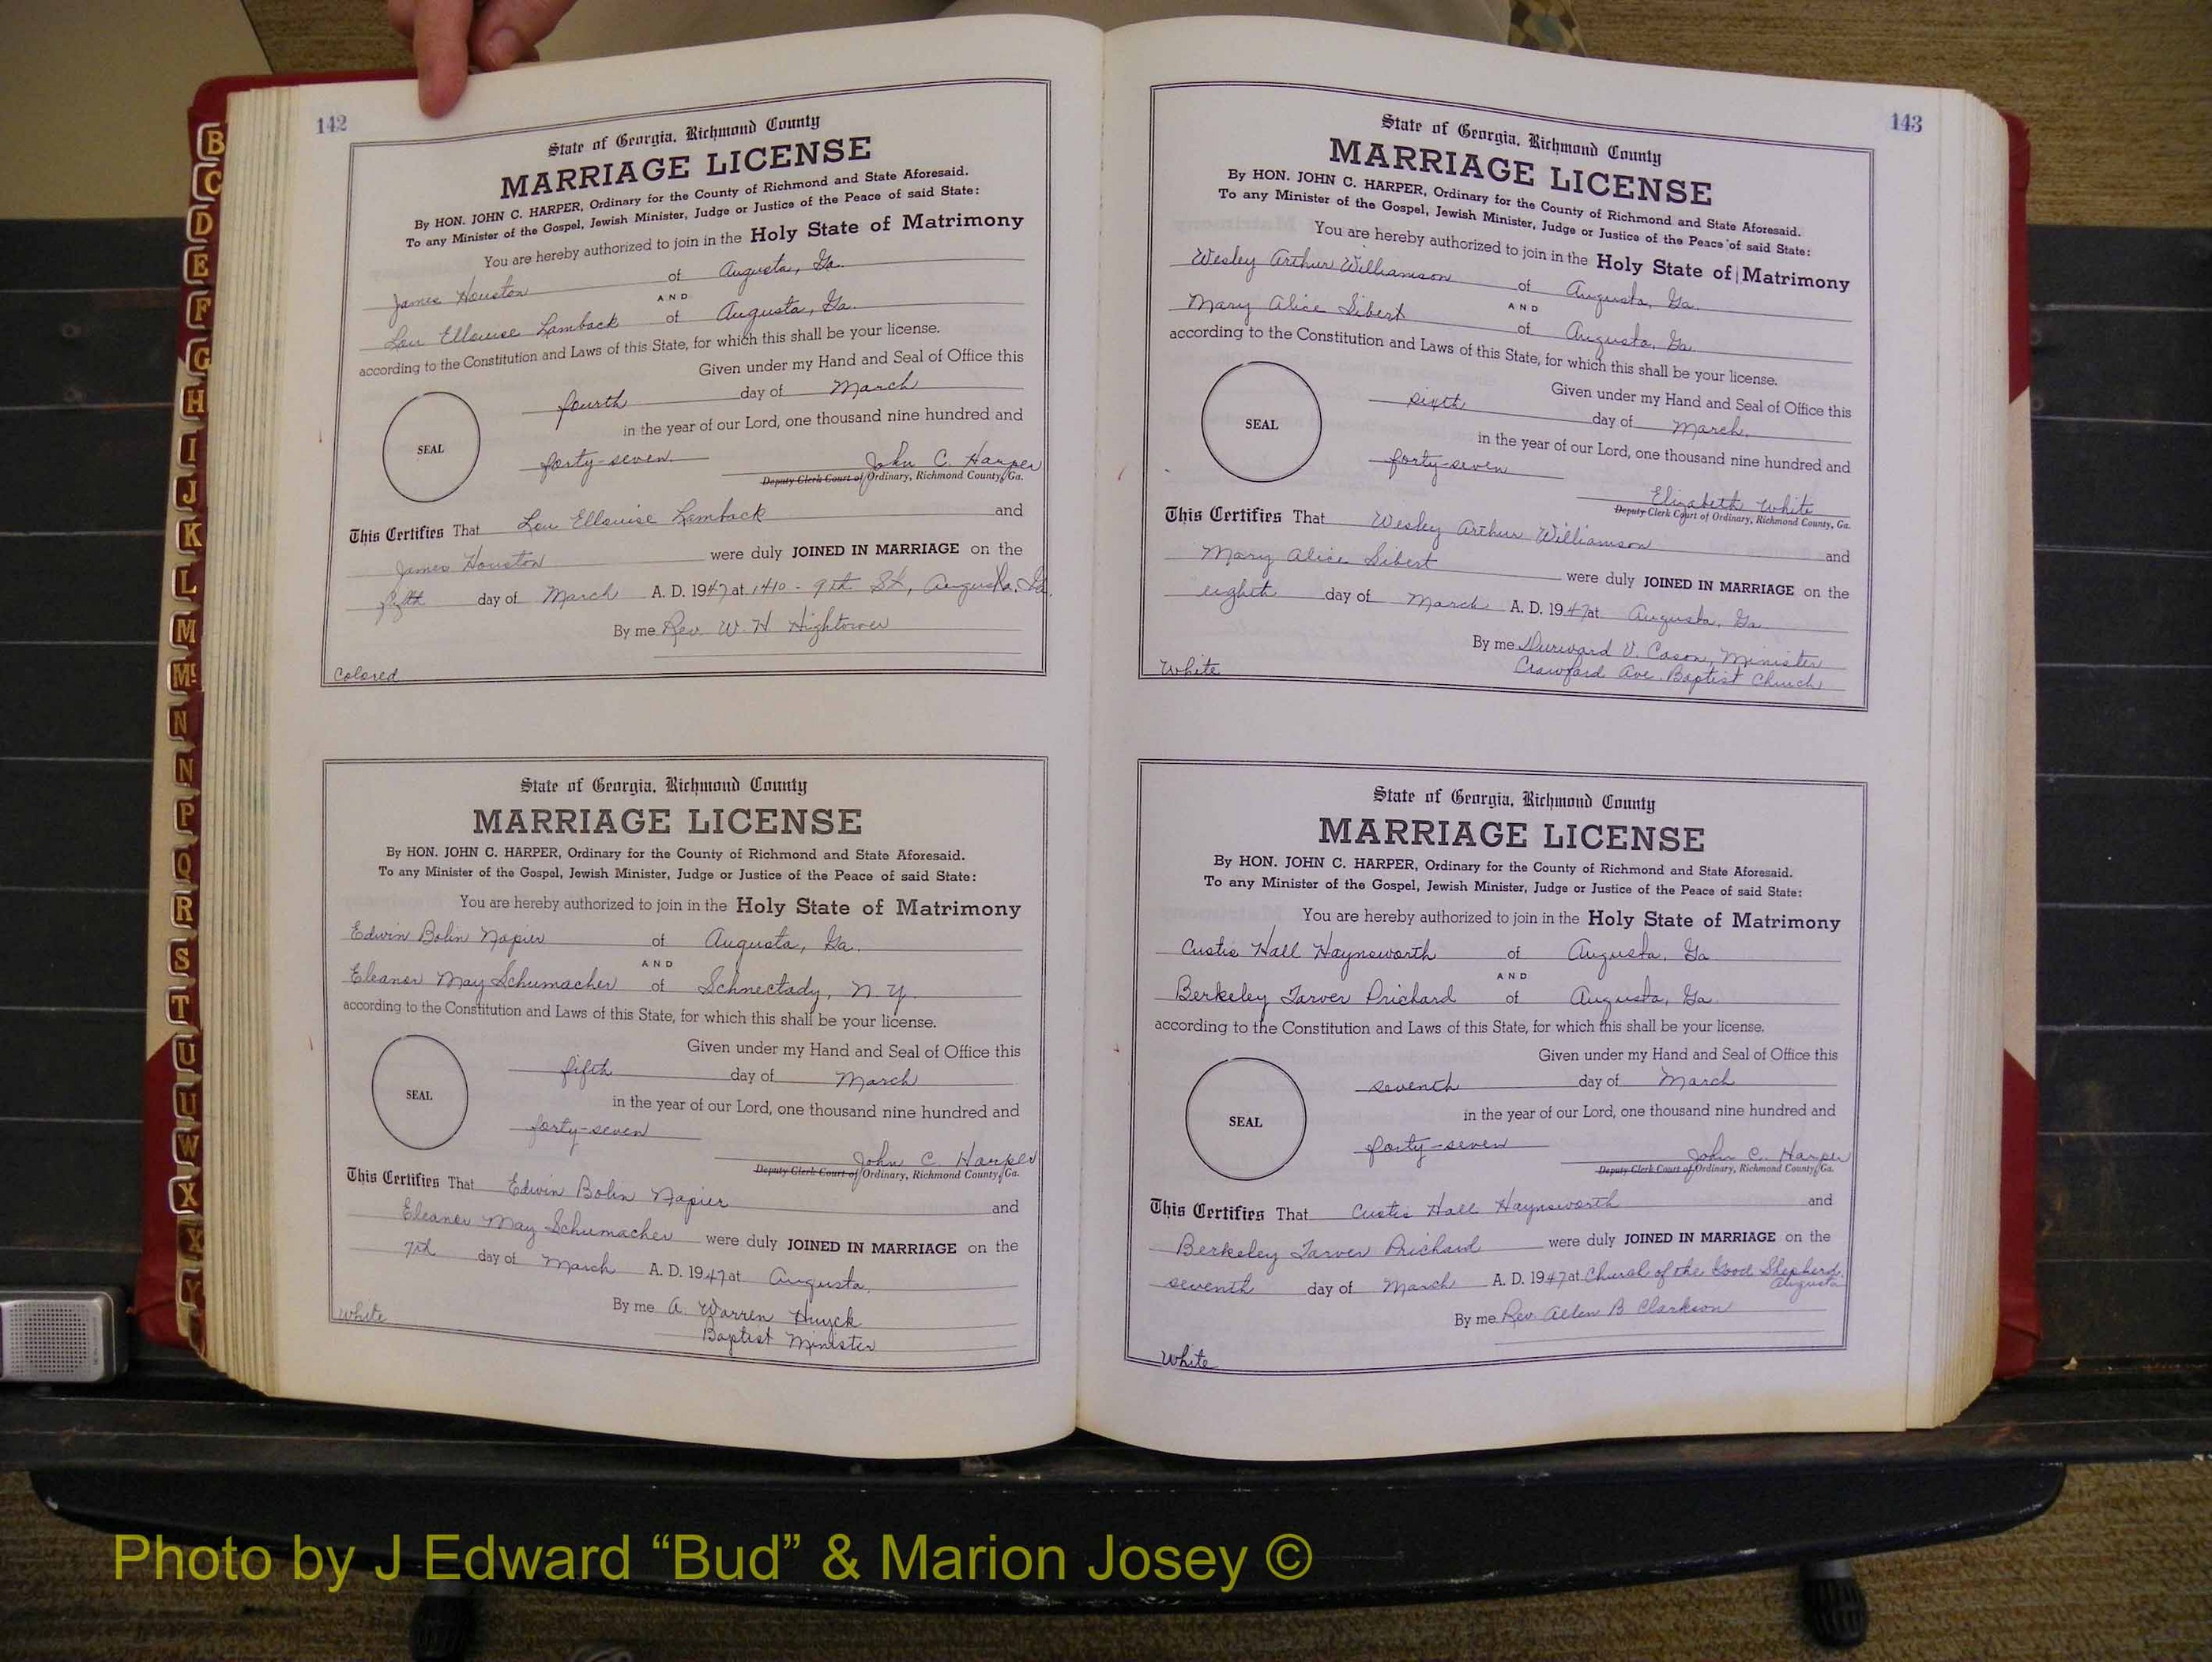 142
State of Georgia, Richmond County
MARRIAGE LICENSE
By HON. JOHN C. HARPER, Ordinary for the County of Richmond and State Aforesaid.
To any Minister of the Gospel, Jewish Minister, Judge or Justice of the Peace of said State:
You are hereby authorized to join in the Holy State of Matrimony
James Houston of Augusta, Ga.
AND
Lou Ellouise Lamback of Augusta, Ga.
according to the Constitution and Laws of this State, for which this shall be your license.
Given under my Hand and Seal of Office this
fourth day of March
in the year of our Lord, one thousand nine hundred and
SEAL
forty-seven
John C. Harper
Deputy Clerk Court of Ordinary, Richmond County, Ga.
This Certifies That Lou Ellouise Lamback and
James Houston were duly JOINED IN MARRIAGE on the
fifth day of March A. D. 1947 at 1410 - 9th St, Augusta, Ga.
By me Rev. W. H Hightower
Colored
State of Georgia, Richmond County
MARRIAGE LICENSE
By HON. JOHN C. HARPER, Ordinary for the County of Richmond and State Aforesaid.
To any Minister of the Gospel, Jewish Minister, Judge or Justice of the Peace of said State:
You are hereby authorized to join in the Holy State of Matrimony
Edwin Bohn Napier of Augusta, Ga.
AND
Eleanor May Schumacher of Schnectady, N. Y.
according to the Constitution and Laws of this State, for which this shall be your license.
Given under my Hand and Seal of Office this
fifth day of March
SEAL
in the year of our Lord, one thousand nine hundred and
forty-seven
John C. Harper
Deputy Clerk Court of Ordinary, Richmond County, Ga.
This Certifies That Edwin Bohn Napier and
Eleanor May Schumacher were duly JOINED IN MARRIAGE on the
7th day of March A. D. 1947 at Augusta,
By me A. Warren Huyck
Baptist Minister
White
143
State of Georgia, Richmond County
MARRIAGE LICENSE
By HON. JOHN C. HARPER, Ordinary for the County of Richmond and State Aforesaid.
To any Minister of the Gospel, Jewish Minister, Judge or Justice of the Peace of said State:
You are hereby authorized to join in the Holy State of Matrimony
Wesley Arthur Williamson of Augusta, Ga.
AND
Mary Alice Sibert of Augusta, Ga.
according to the Constitution and Laws of this State, for which this shall be your license.
Given under my Hand and Seal of Office this
sixth day of March,
SEAL
in the year of our Lord, one thousand nine hundred and
forty-seven
Elizabeth White
Deputy Clerk Court of Ordinary, Richmond County, Ga.
This Certifies That Wesley Arthur Williamson and
Mary Alice Sibert were duly JOINED IN MARRIAGE on the
eighth day of March A. D. 1947 at Augusta, Ga.
By me Durward V. Cason, Minister
Crawford Ave. Baptist Church
White
State of Georgia, Richmond County
MARRIAGE LICENSE
By HON. JOHN C. HARPER, Ordinary for the County of Richmond and State Aforesaid.
To any Minister of the Gospel, Jewish Minister, Judge or Justice of the Peace of said State:
You are hereby authorized to join in the Holy State of Matrimony
Custis Hall Haynsworth of Augusta, Ga
AND
Berkeley Tarver Prichard of Augusta, Ga.
according to the Constitution and Laws of this State, for which this shall be your license.
Given under my Hand and Seal of Office this
seventh day of March
SEAL
in the year of our Lord, one thousand nine hundred and
forty-seven
John C. Harper
Deputy Clerk Court of Ordinary, Richmond County, Ga.
This Certifies That Custis Hall Haynsworth and
Berkeley Tarver Prichard were duly JOINED IN MARRIAGE on the
seventh day of March A. D. 1947 at Church of the Good Shepherd,
Augusta
By me Rev. Allen B Clarkson
White
B
C
D
E
F
G
H
I
J
K
L
M
Mc
N
N
P
Q
R
S
T
U
U
W
X
X
Y
Photo by J Edward “Bud” & Marion Josey ©